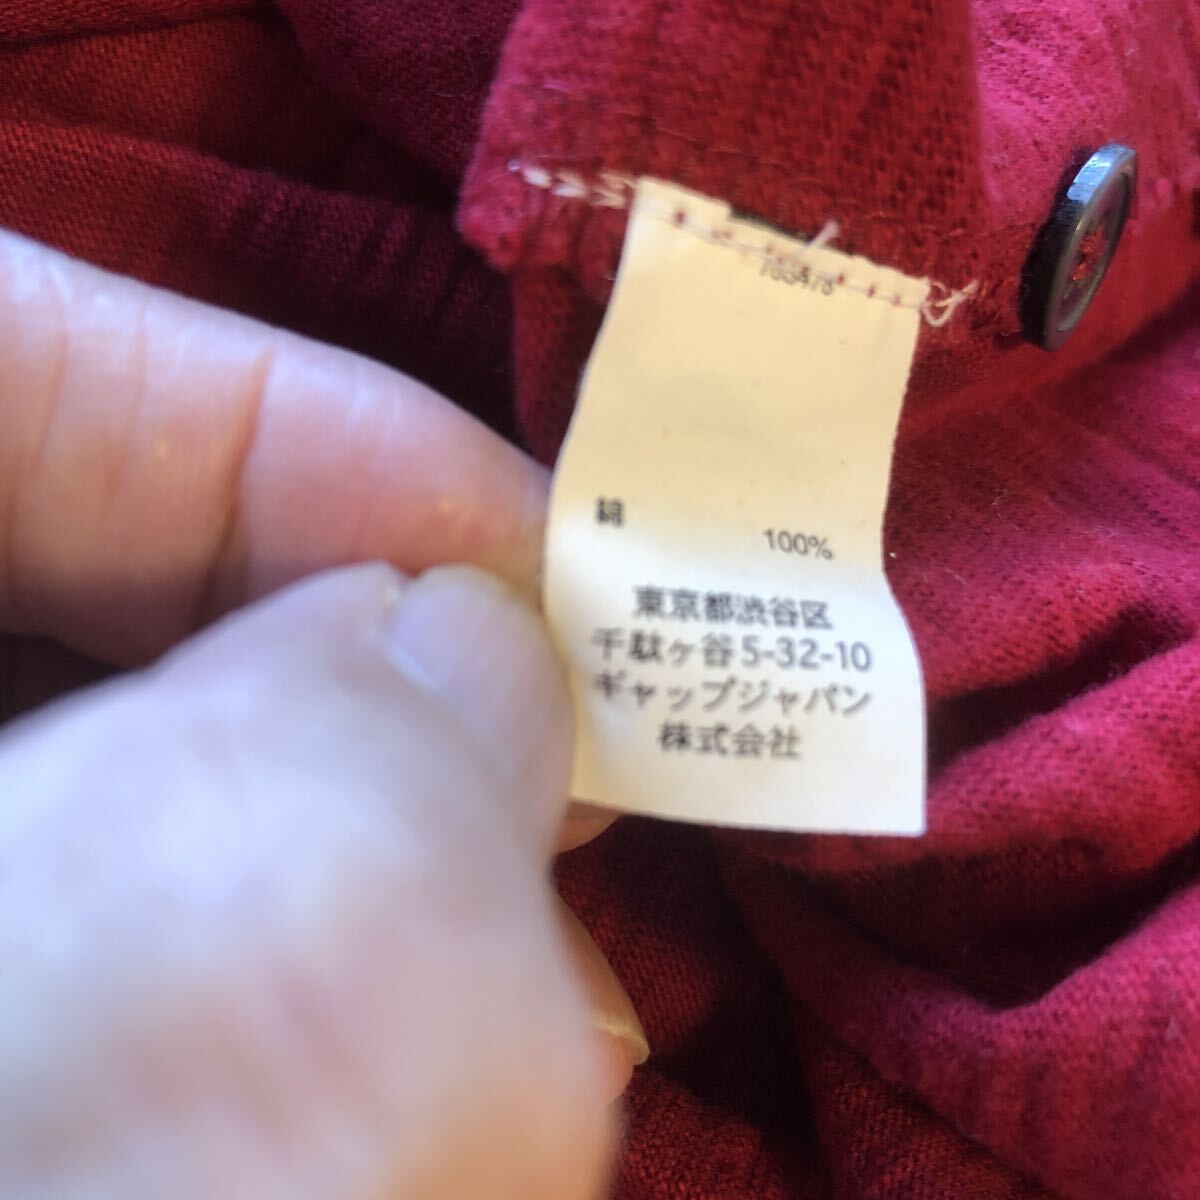 綿
100%
東京都渋谷区
千駄ヶ谷5-32-10
ギャップジャパン
株式会社